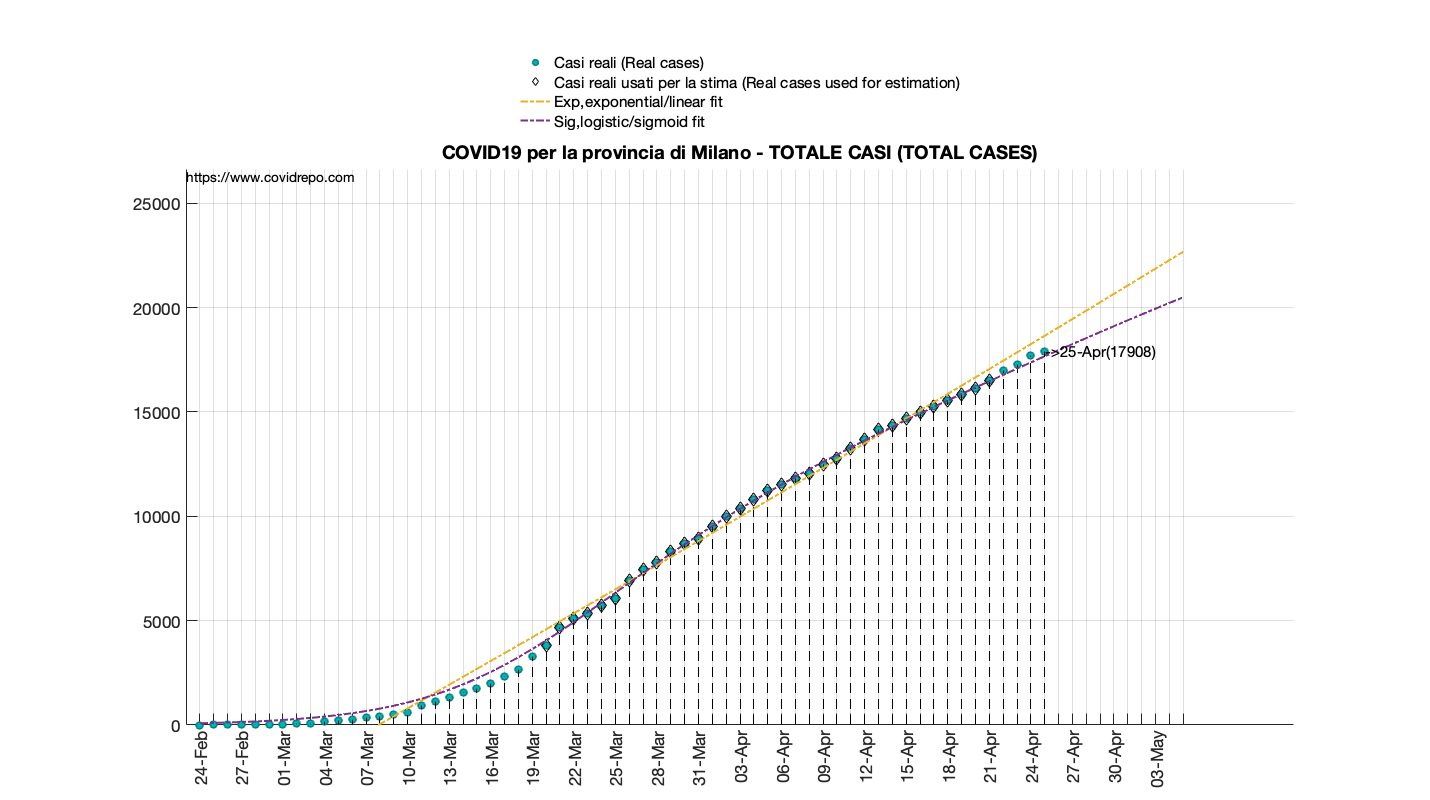 Casi reali (Real cases)
Casi reali usati per la stima (Real cases used for estimation)
Exp,exponential/linear fit
Sig,logistic/sigmoid fit
COVID19 per la provincia di Milano - TOTALE CASI (TOTAL CASES)
https://www.covidrepo.com
25000
20000
15000
10000
5000
0
->25-Apr(17908)
24-Feb
27-Feb
01-Mar
04-Mar
07-Mar
10-Mar
13-Mar
16-Mar
19-Mar
22-Mar
25-Mar
28-Mar
31-Mar
03-Apr
06-Apr
09-Apr
12-Apr
15-Apr
18-Apr
21-Apr
24-Apr
27-Apr
30-Apr
03-May